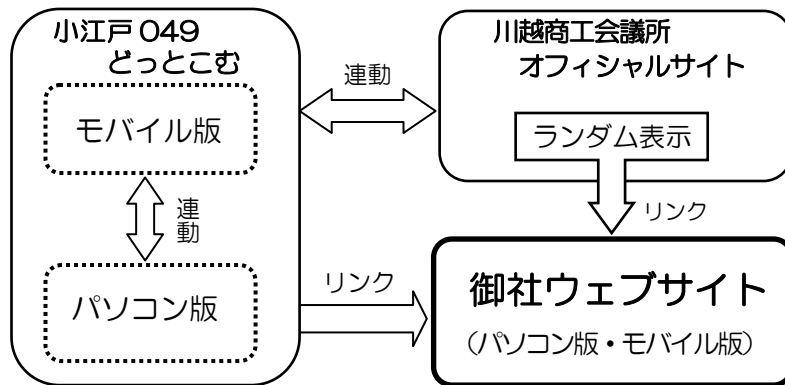 小江戸049
どっとこむ
モバイル版
連動
パソコン版
連動
リンク
川越商工会議所
オフィシャルサイト
ランダム表示
リンク
御社ウェブサイト
（パソコン版・モバイル版）